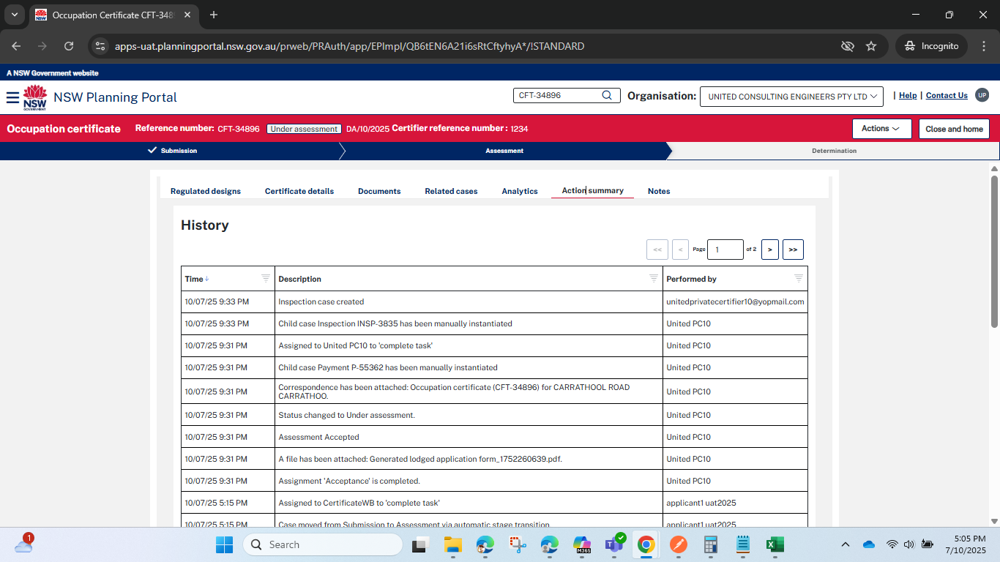 Occupation Certificate CFT-348
apps-uat.planningportal.nsw.gov.au/prweb/PRAuth/app/EPImpl/QB6tEN6A21i6sRtCftyhyA*/!STANDARD
Incognito
A NSW Government website
NSW
GOVERNMENT
NSW Planning Portal
CFT-34896
Organisation:
UNITED CONSULTING ENGINEERS PTY LTD
| Help | Contact Us
UP
Occupation certificate
Reference number: CFT-34896
Under assessment
DA/10/2025 Certifier reference number : 1234
Actions
Close and home
Submission
Assessment
Determination
Regulated designs
Certificate details
Documents
Related cases
Analytics
Action summary
Notes
History
<<
<
Page
1
of 2
>
>>
Time
Description
Performed by
10/07/25 9:33 PM Inspection case created unitedprivatecertifier10@yopmail.com
10/07/25 9:33 PM Child case Inspection INSP-3835 has been manually instantiated United PC10
10/07/25 9:31 PM Assigned to United PC10 to 'complete task' United PC10
10/07/25 9:31 PM Child case Payment P-55362 has been manually instantiated United PC10
10/07/25 9:31 PM Correspondence has been attached: Occupation certificate (CFT-34896) for CARRATHOOL ROAD
CARRATHOO. United PC10
10/07/25 9:31 PM Status changed to Under assessment. United PC10
10/07/25 9:31 PM Assessment Accepted United PC10
10/07/25 9:31 PM A file has been attached: Generated lodged application form_1752260639.pdf. United PC10
10/07/25 9:31 PM Assignment 'Acceptance' is completed. United PC10
10/07/25 5:15 PM Assigned to CertificateWB to 'complete task' applicant1 uat2025
10/07/25 5:15 PM Case moved from Submission to Assessment via automatic stage transition applicant1 uat2025
1
Search
M365
5:05 PM
7/10/2025